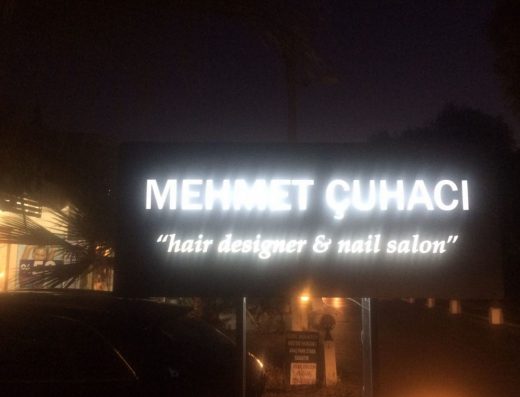 MEHMET ÇUHACI
“hair designer & nail salon”